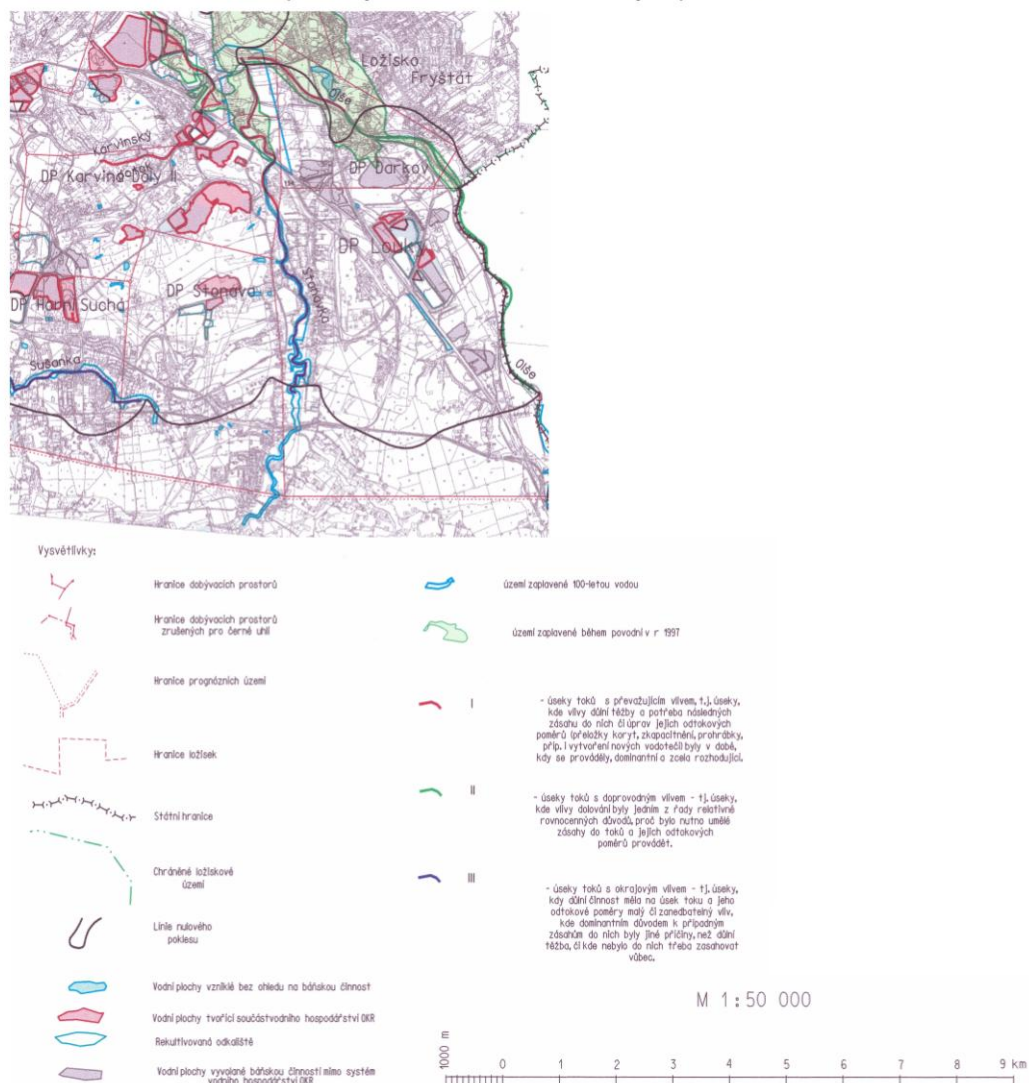 Ložisko
Fryštát
Olše
Karvinský
potok
DP Karviná-Doly II
DP Darkov
DP Louky
Stonávka
DP Stonava
DP Horní Suchá
Sušanka
Olše
Vysvětlivky:
Hranice dobývacích prostorů
Hranice dobývacích prostorů
zrušených pro černé uhlí
Hranice prognózních území
Hranice ložisek
Státní hranice
Chráněné ložiskové
území
Linie nulového
poklesu
Vodní plochy vzniklé bez ohledu na báňskou činnost
Vodní plochy tvořící součástvodního hospodářství OKR
Rekultivovaná odkaliště
Vodní plochy vyvolané báňskou činností mimo systém
vodního hospodářství OKR
území zaplavené 100-letou vodou
území zaplavené během povodní v r 1997
I
- úseky toků s převažujícím vlivem, t.j. úseky,
kde vlivy důlní těžby a potřeba následných
zásahu do nich či úprav jejich odtokových
poměrů (přeložky koryt, zkapacitnění, prohrábky,
příp. i vytvoření nových vodotečí) byly v době,
kdy se prováděly, dominantní a zcela rozhodující.
II
- úseky toků s doprovodným vlivem - tj. úseky,
kde vlivy dolování byly jedním z řady relativně
rovnocenných důvodů, proč bylo nutno umělé
zásahy do toků a jejich odtokových
poměrů provádět.
III
- úseky toků s okrajovým vlivem - tj. úseky,
kdy důlní činnost měla na úsek toku a jeho
odtokové poměry malý či zanedbatelný vliv,
kde dominantním důvodem k případným
zásahům do nich byly jiné příčiny, než důlní
těžba, či kde nebylo do nich třeba zasahovat
vůbec.
M 1:50 000
1000 m 0 1 2 3 4 5 6 7 8 9 km